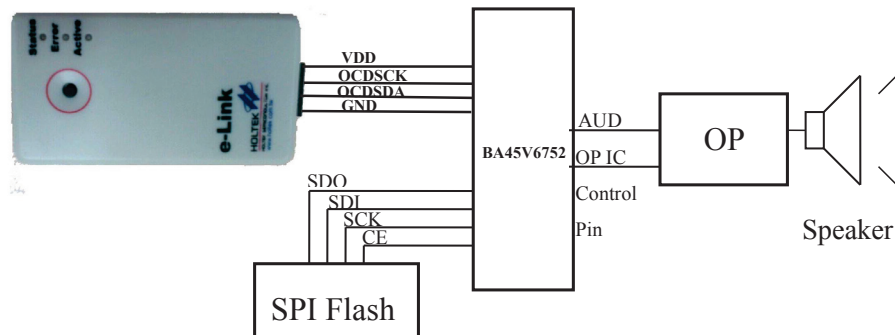 Status
Error
Active
e-Link
HOLTEK
VDD
OCDSCK
OCDSDA
GND
BA45V6752
AUD
OP IC
Control
Pin
OP
Speaker
SDO
SDI
SCK
CE
SPI Flash